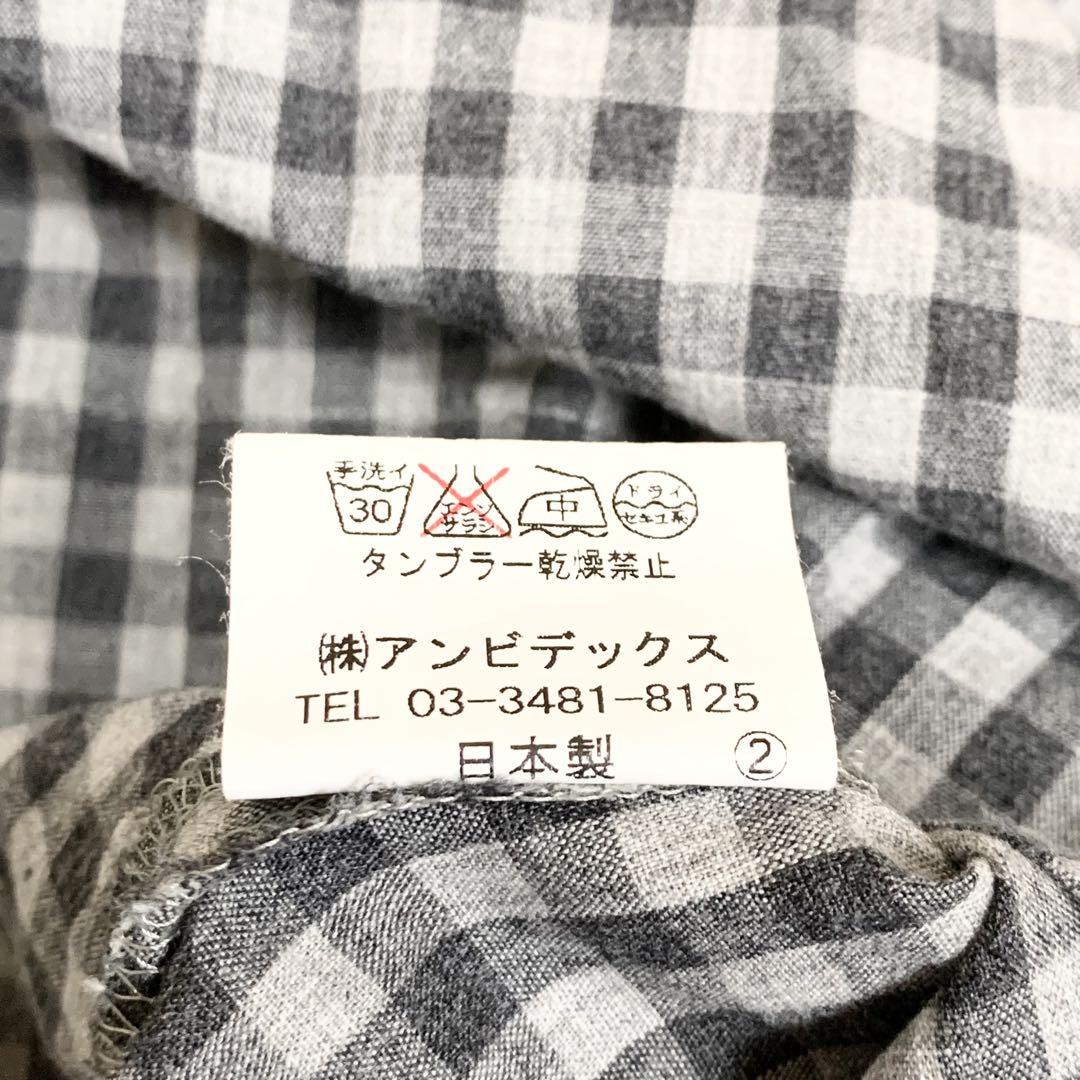 手洗イ
30
エンソ
サラシ
中
ドライ
セキユ系
タンブラー乾燥禁止
㈱アンビデックス
TEL 03-3481-8125
日本製 ②